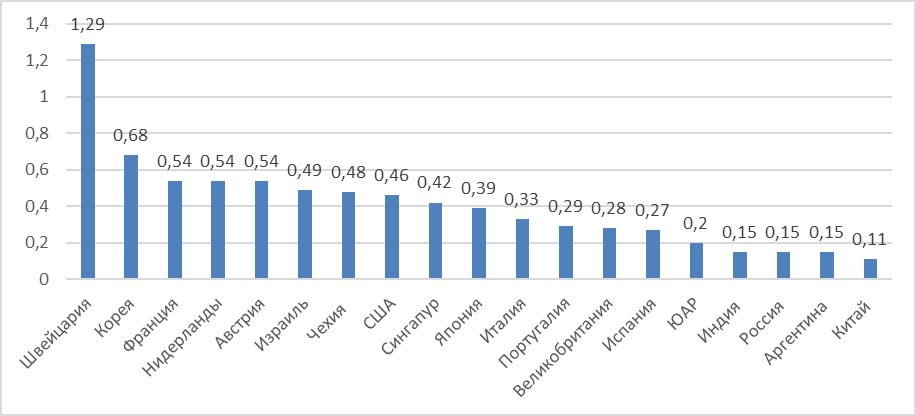 1,4
1,2
1
0,8
0,6
0,4
0,2
0
1,29
0,68
0,54
0,54
0,54
0,49
0,48
0,46
0,42
0,39
0,33
0,29
0,28
0,27
0,2
0,15
0,15
0,15
0,11
Швейцария
Корея
Франция
Нидерланды
Австрия
Израиль
Чехия
США
Сингапур
Япония
Италия
Португалия
Великобритания
Испания
ЮАР
Индия
Россия
Аргентина
Китай